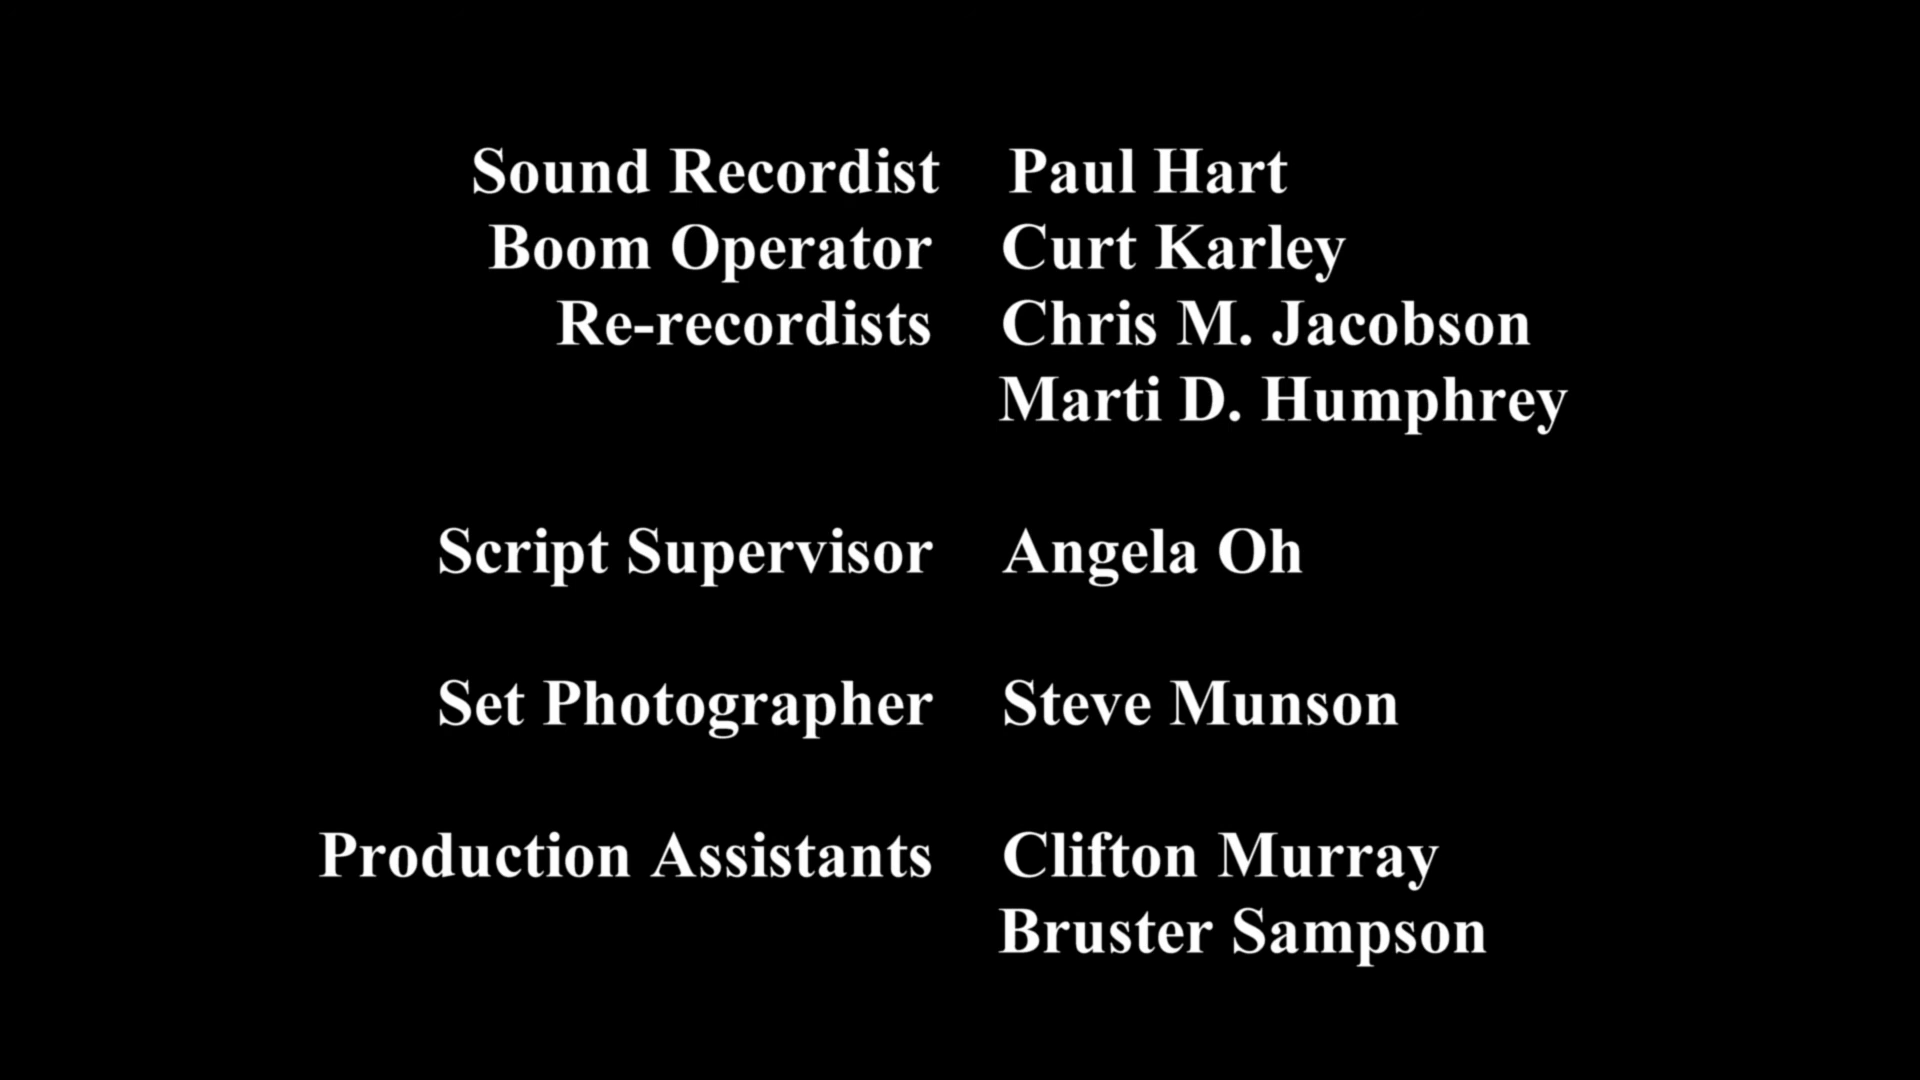 Sound Recordist Paul Hart
Boom Operator Curt Karley
Re-recordists Chris M. Jacobson
Marti D. Humphrey
Script Supervisor Angela Oh
Set Photographer Steve Munson
Production Assistants Clifton Murray
Bruster Sampson